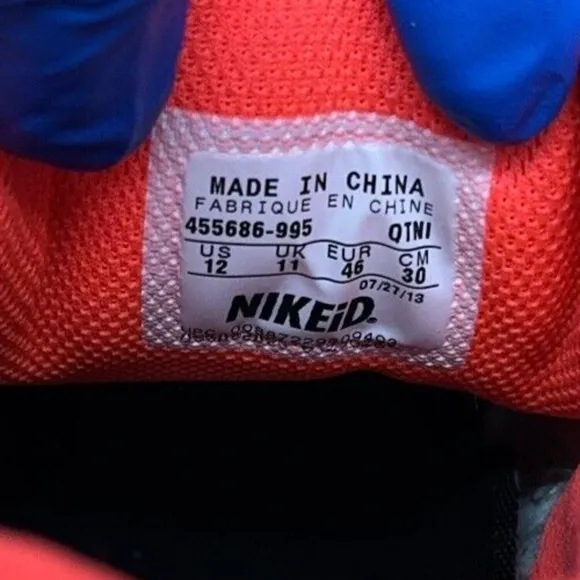 MADE IN CHINA
FABRIQUE EN CHINE
455686-995 QTNI
US UK EUR CM
12 11 46 30
07/27/13
NIKEiD.